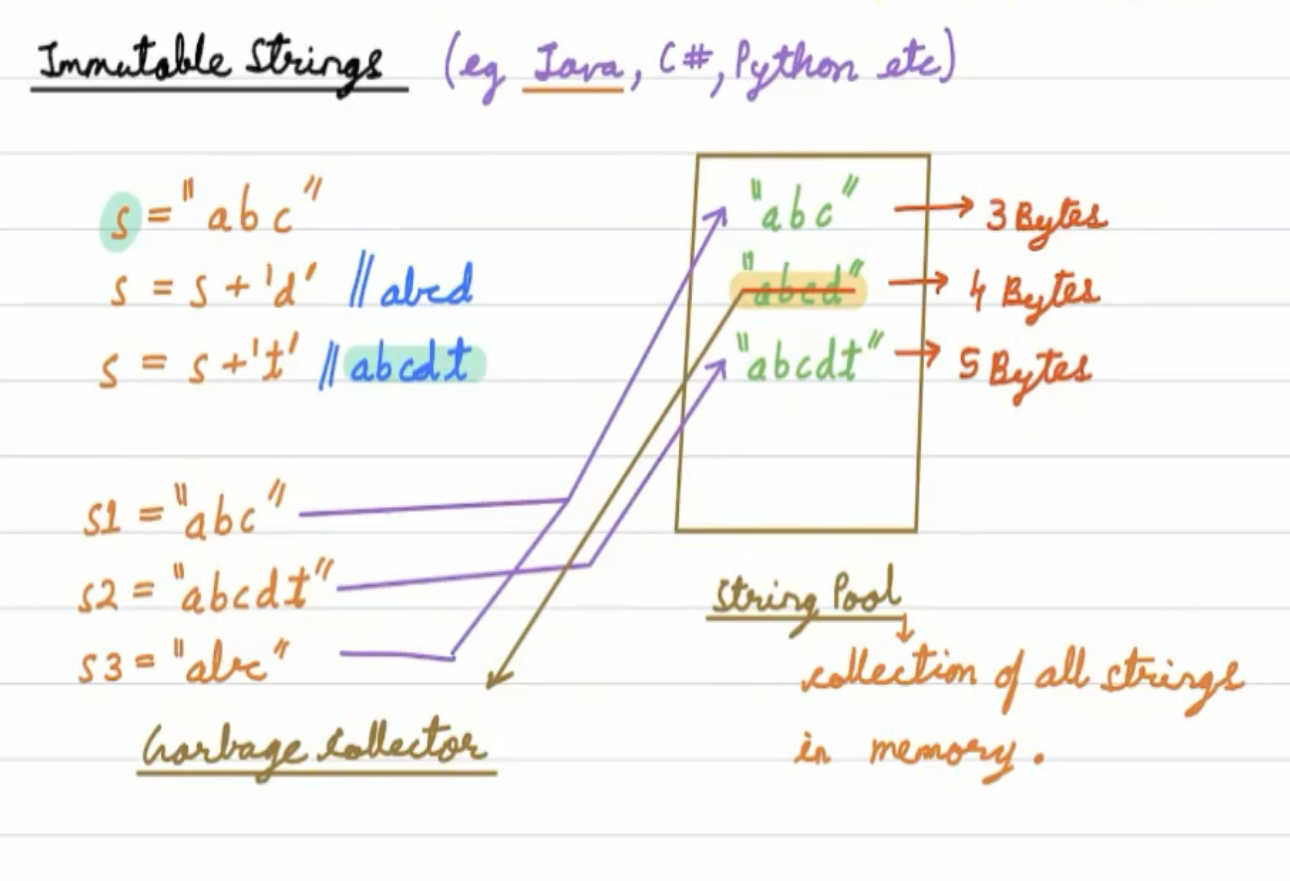 Immutable Strings (eg Java, C#, Python etc)
s = "abc"
s = s + 'd' // abcd
s = s + 't' // abcdt
"abc" → 3 Bytes
"abcd" → 4 Bytes
"abcdt" → 5 Bytes
s1 = "abc"
s2 = "abcdt"
s3 = "abc"
Garbage Collector
String Pool
collection of all strings
in memory.